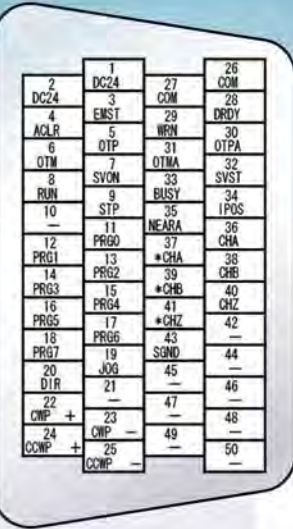 2
DC24
4
ACLR
6
OTM
8
RUN
10
—
12
PRG1
14
PRG3
16
PRG5
18
PRG7
20
DIR
22
CWP +
24
CCWP +
1
DC24
3
EMST
5
OTP
7
SVON
9
STP
11
PRG0
13
PRG2
15
PRG4
17
PRG6
19
JOG
21
—
23
CWP —
25
CCWP —
27
COM
29
WRN
31
OTMA
33
BUSY
35
NEARA
37
*CHA
39
*CHB
41
*CHZ
43
SGND
45
—
47
—
49
—
26
COM
28
DRDY
30
OTPA
32
SVST
34
IPOS
36
CHA
38
CHB
40
CHZ
42
—
44
—
46
—
48
—
50
—